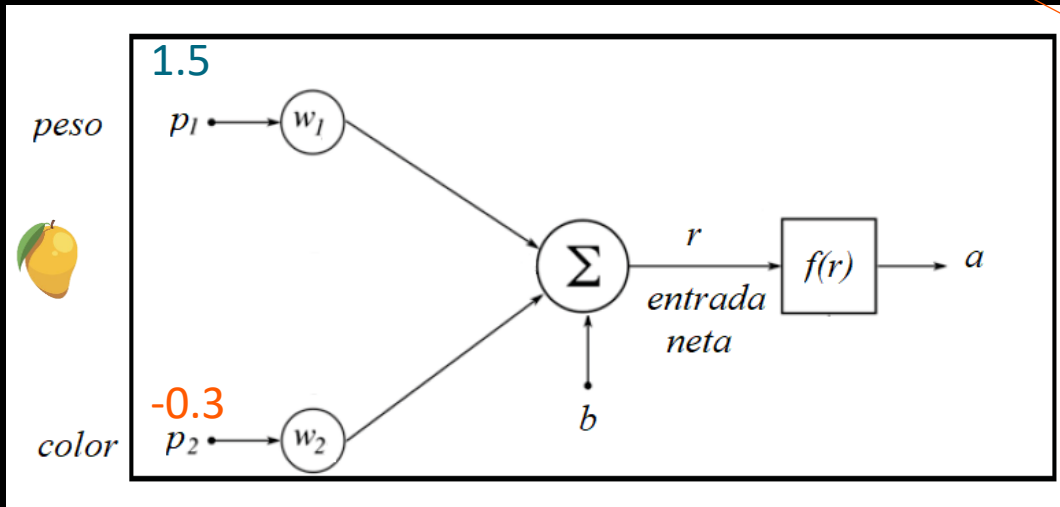 1.5
peso p₁ w₁
Σ r f(r) a
entrada
neta
b
-0.3
color p₂ w₂